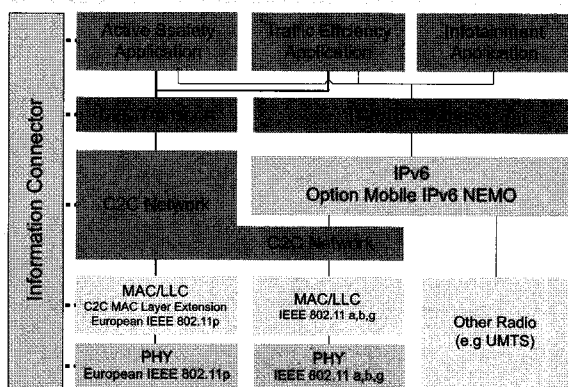 Active Ssafety
Application
Traffic Efficiency
Application
Infotainment
Application
Information Connector
IPv6
Option Mobile IPv6 NEMO
C2C Network
C2C Network
MAC/LLC
C2C MAC Layer Extension
European IEEE 802.11p
MAC/LLC
IEEE 802.11 a,b,g
Other Radio
(e.g UMTS)
PHY
European IEEE 802.11p
PHY
IEEE 802.11 a,b,g